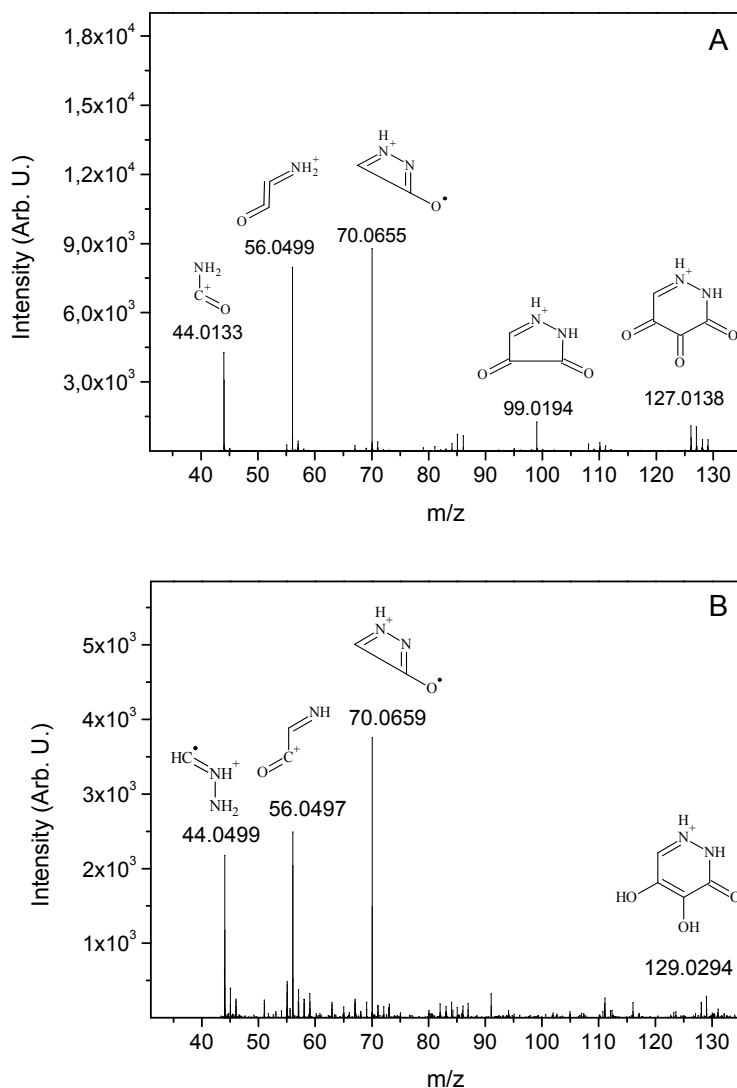 A
1,8x10⁴
1,5x10⁴
1,2x10⁴
9,0x10³
6,0x10³
3,0x10³
Intensity (Arb. U.)
NH₂
C⁺
O
44.0133
NH₂⁺
O
56.0499
H
N⁺
N
O•
70.0655
H
N⁺
NH
O
O
99.0194
H
N⁺
NH
O
O
O
127.0138
40 50 60 70 80 90 100 110 120 130
m/z
B
5x10³
4x10³
3x10³
2x10³
1x10³
Intensity (Arb. U.)
HC•
NH⁺
NH₂
44.0499
NH
C⁺
O
56.0497
H
N⁺
N
O•
70.0659
H
N⁺
NH
HO
O
OH
129.0294
40 50 60 70 80 90 100 110 120 130
m/z